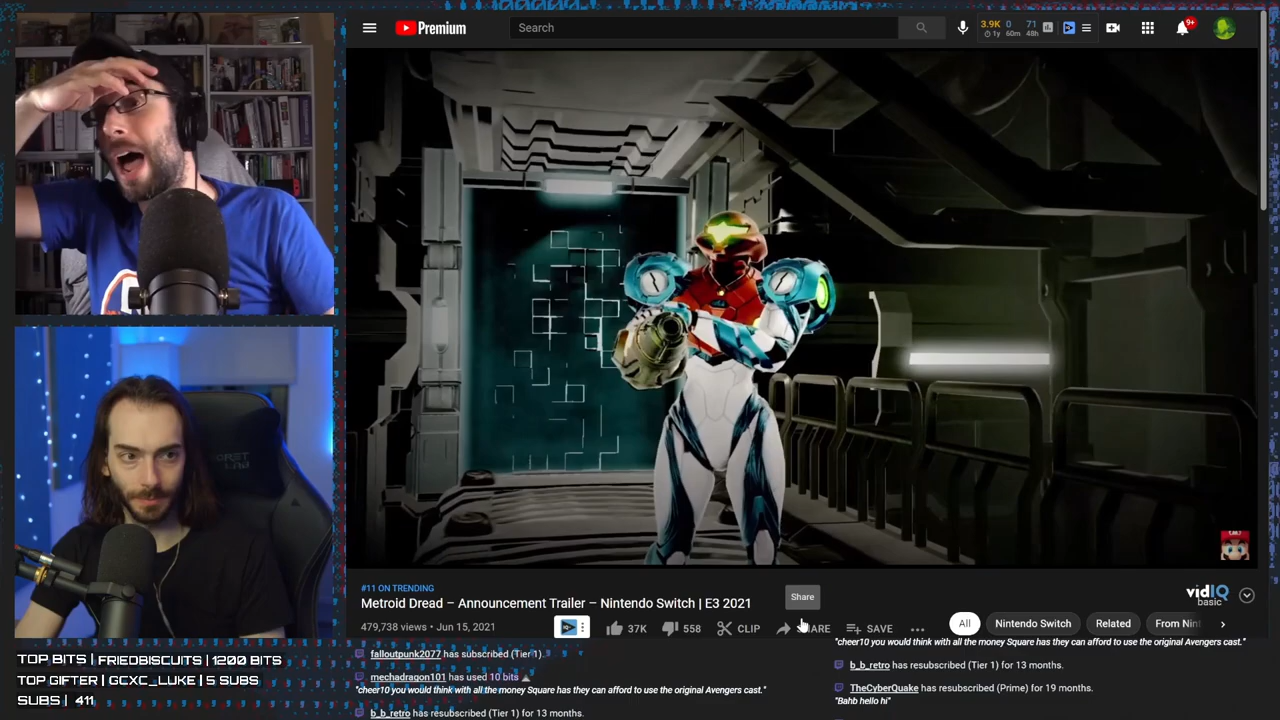 Premium
Search
3.9K 0 71
1y 60m 48h
9+
#11 ON TRENDING
Metroid Dread – Announcement Trailer – Nintendo Switch | E3 2021
Share
479,738 views • Jun 15, 2021
37K
558
CLIP
SHARE
SAVE
vidIQ
basic
All
Nintendo Switch
Related
From Nin
TOP BITS | FRIEDBISCUITS | 1200 BITS
TOP GIFTER | GCXC_LUKE | 5 SUBS
SUBS | 411
falloutpunk2077 has subscribed (Tier 1).
mechadragon101 has used 10 bits
"cheer10 you would think with all the money Square has they can afford to use the original Avengers cast."
b_b_retro has resubscribed (Tier 1) for 13 months.
"cheer10 you would think with all the money Square has they can afford to use the original Avengers cast."
b_b_retro has resubscribed (Tier 1) for 13 months.
TheCyberQuake has resubscribed (Prime) for 19 months.
"Bahb hello hi"